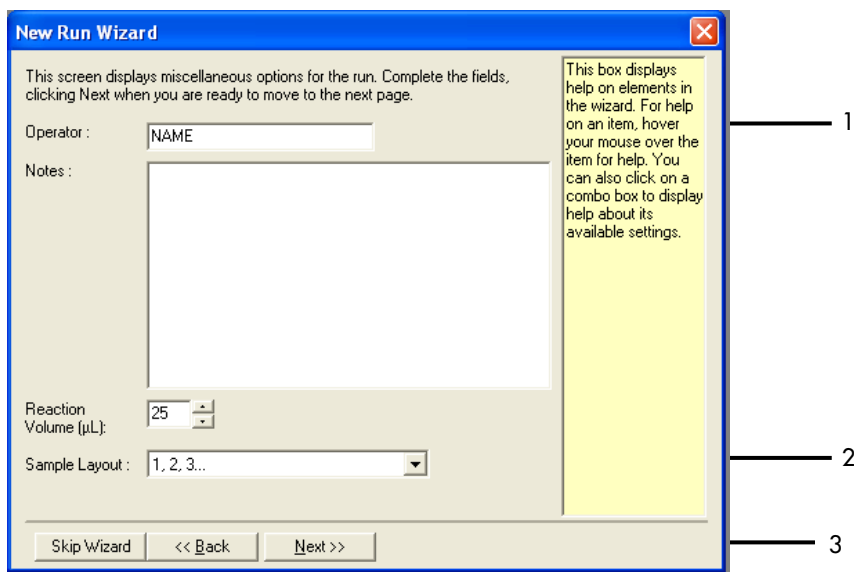 New Run Wizard
This screen displays miscellaneous options for the run. Complete the fields,
clicking Next when you are ready to move to the next page.
Operator :
NAME
Notes :
Reaction
Volume (µL):
25
Sample Layout :
1, 2, 3...
This box displays
help on elements in
the wizard. For help
on an item, hover
your mouse over the
item for help. You
can also click on a
combo box to display
help about its
available settings.
Skip Wizard
<< Back
Next >>
1
2
3